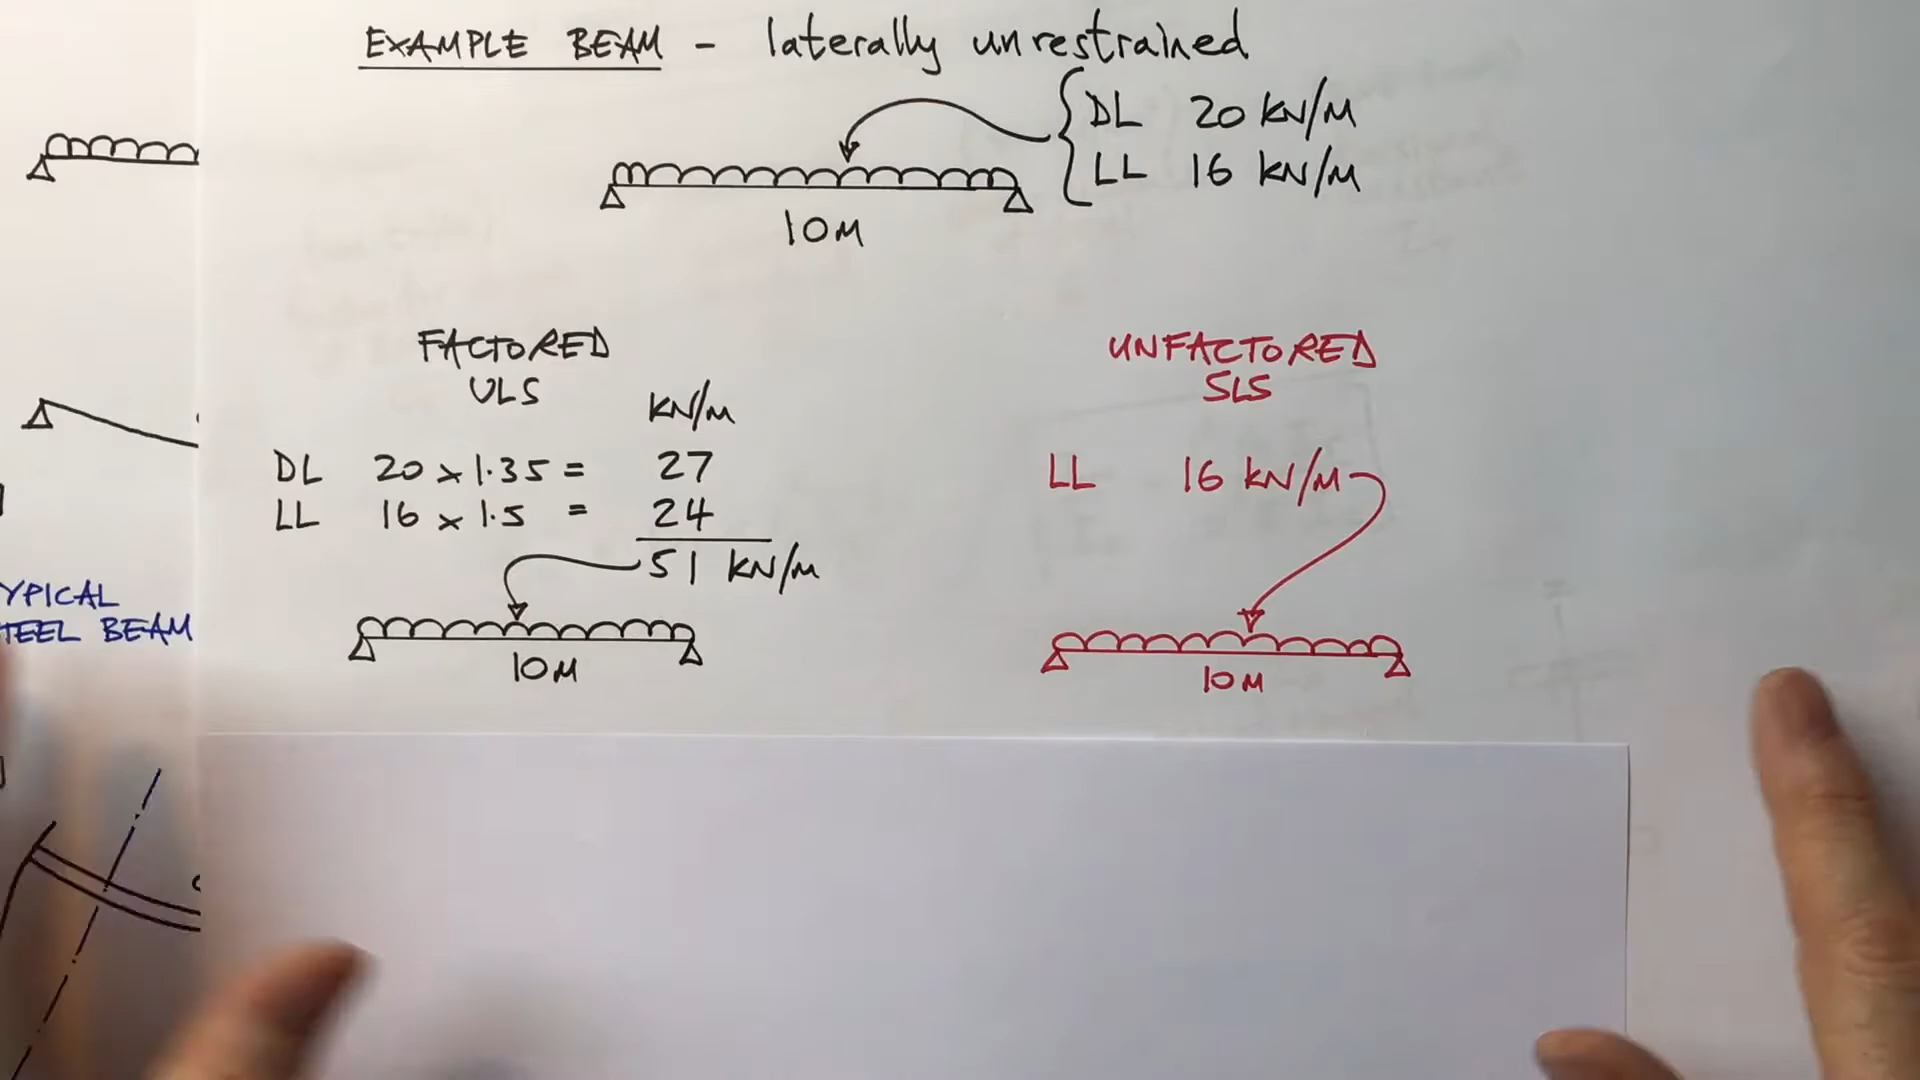 EXAMPLE BEAM - laterally unrestrained
DL 20 KN/M
LL 16 KN/M
10M
FACTORED
ULS
KN/M
DL 20 x 1.35 = 27
LL 16 x 1.5 = 24
51 KN/M
10M
UNFACTORED
SLS
LL 16 KN/M
10M
YPICAL
TEEL BEAM